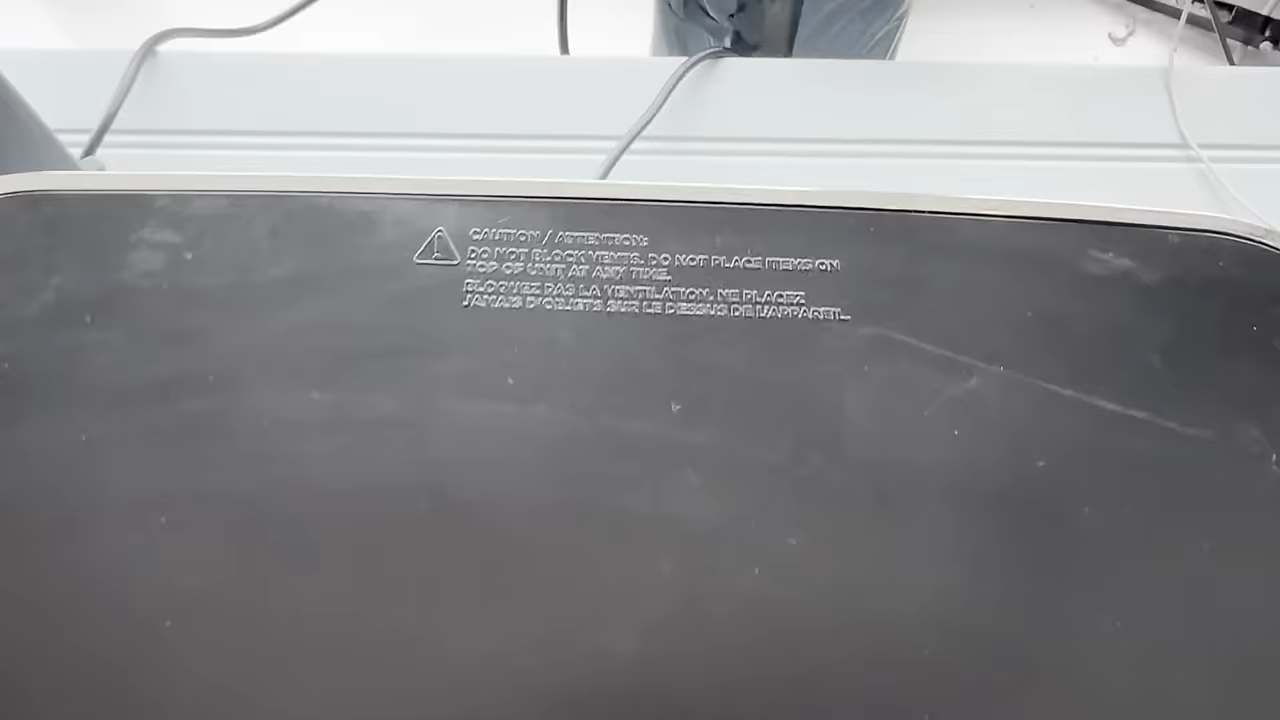 CAUTION / ATTENTION:
DO NOT BLOCK VENTS. DO NOT PLACE ITEMS ON
TOP OF UNIT AT ANY TIME.
BLOQUEZ PAS LA VENTILATION. NE PLACEZ
JAMAIS D'OBJETS SUR LE DESSUS DE L'APPAREIL.